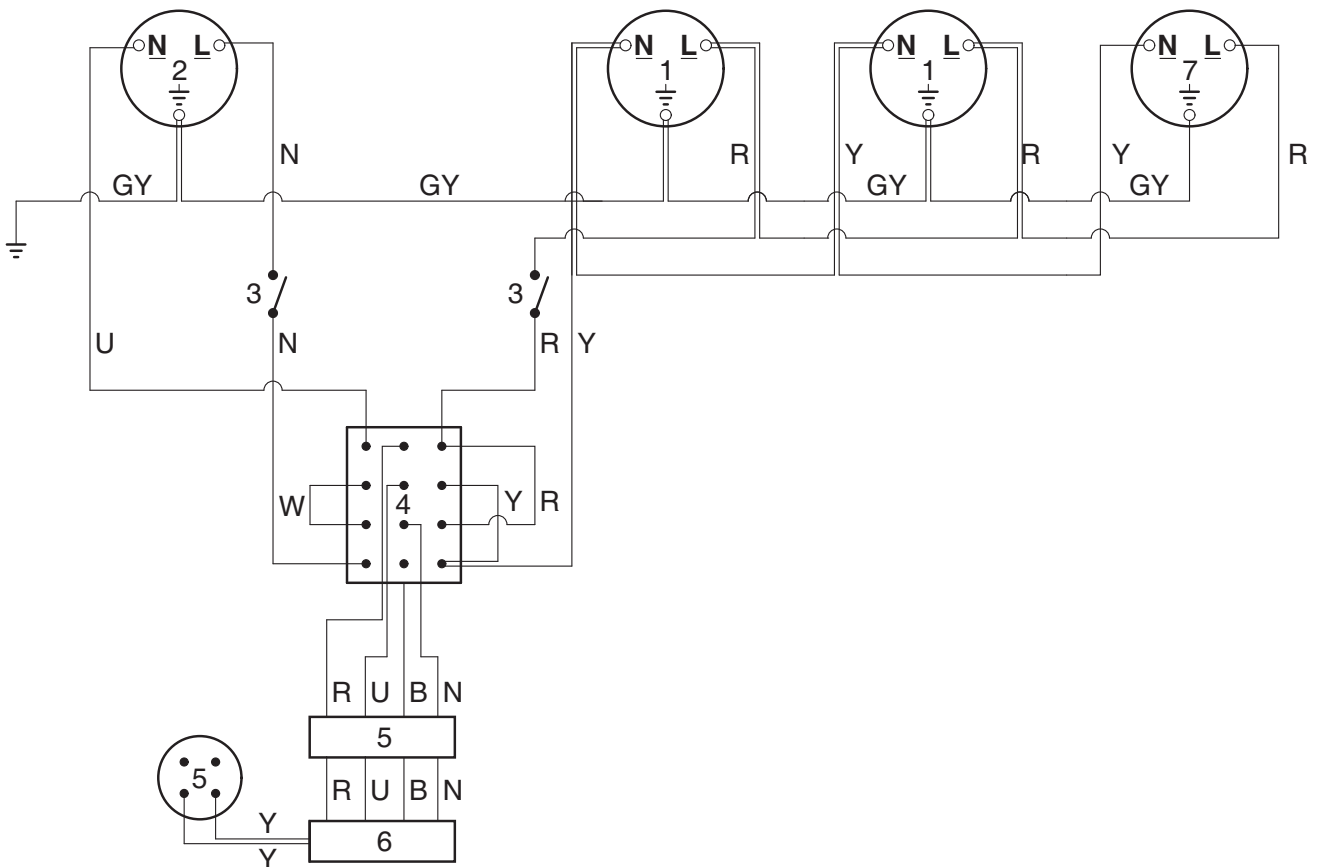 N L N L N L N L
2 1 1 7
N R Y R Y R
GY GY GY GY
3 3
U N R Y
W 4 Y R
R U B N
5
5
R U B N
Y
6
Y